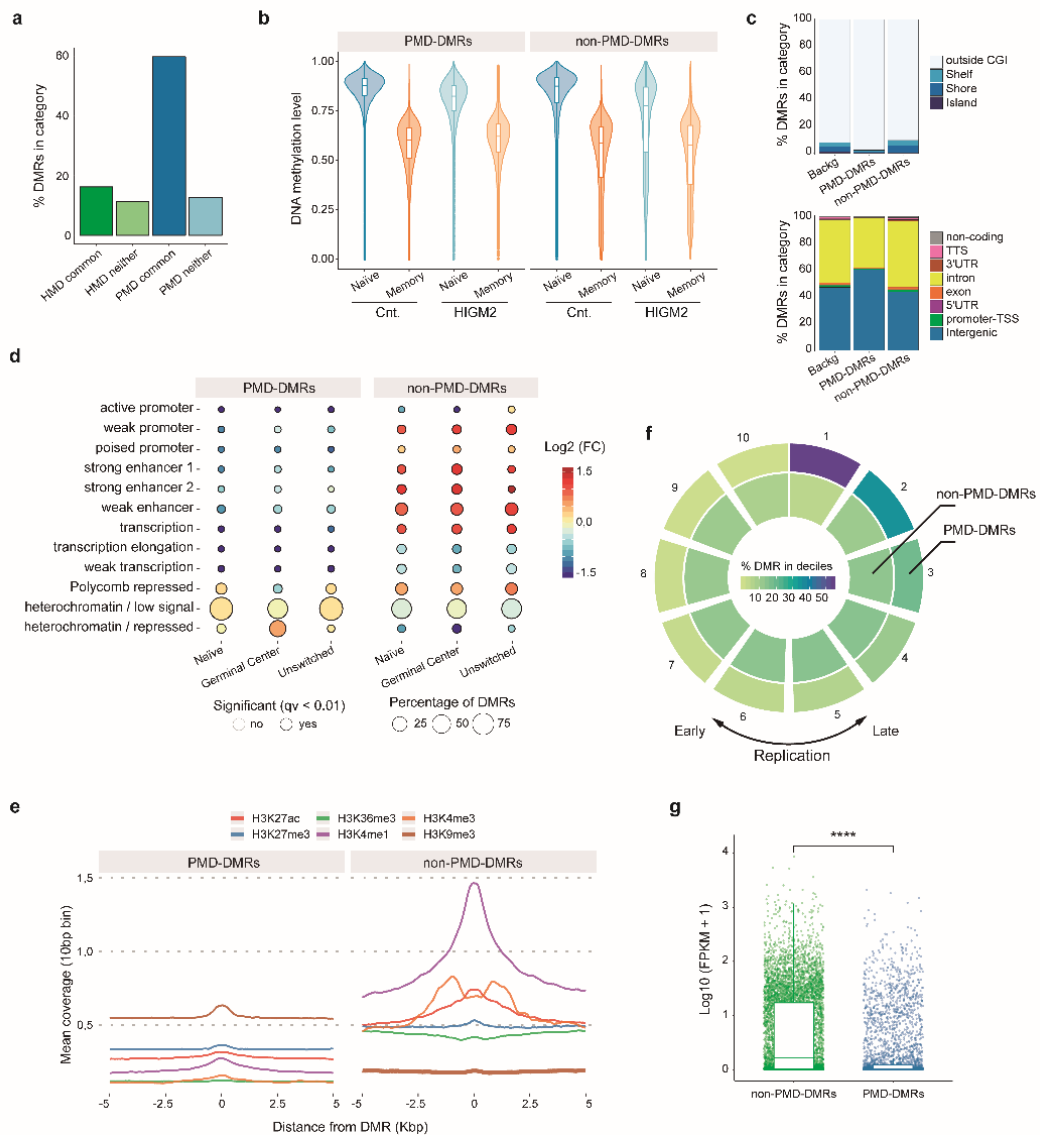 a
% DMRs in category
60
40
20
0
HMD common
HMD neither
PMD common
PMD neither
b
PMD-DMRs
non-PMD-DMRs
DNA methylation level
1.00
0.75
0.50
0.25
0.00
Naïve
Memory
Naïve
Memory
Naïve
Memory
Naïve
Memory
Cnt.
HIGM2
Cnt.
HIGM2
c
% DMRs in category
100
80
60
40
20
0
Backg
PMD-DMRs
non-PMD-DMRs
outside CGI
Shelf
Shore
Island
% DMRs in category
100
80
60
40
20
0
Backg
PMD-DMRs
non-PMD-DMRs
non-coding
TTS
3'UTR
intron
exon
5'UTR
promoter-TSS
Intergenic
d
PMD-DMRs
non-PMD-DMRs
active promoter
weak promoter
poised promoter
strong enhancer 1
strong enhancer 2
weak enhancer
transcription
transcription elongation
weak transcription
Polycomb repressed
heterochromatin / low signal
heterochromatin / repressed
Naïve
Germinal Center
Unswitched
Naïve
Germinal Center
Unswitched
Log2 (FC)
1.5
0.0
-1.5
Significant (qv < 0.01)
no
yes
Percentage of DMRs
25
50
75
f
1
2
3
4
5
6
7
8
9
10
non-PMD-DMRs
PMD-DMRs
% DMR in deciles
10 20 30 40 50
Early
Late
Replication
e
H3K27ac
H3K36me3
H3K4me3
H3K27me3
H3K4me1
H3K9me3
PMD-DMRs
non-PMD-DMRs
Mean coverage (10bp bin)
1,5
1.0
0.5
-5
-2
0
2
5
-5
-2
0
2
5
Distance from DMR (Kbp)
g
****
Log10 (FPKM + 1)
4
3
2
1
0
non-PMD-DMRs
PMD-DMRs